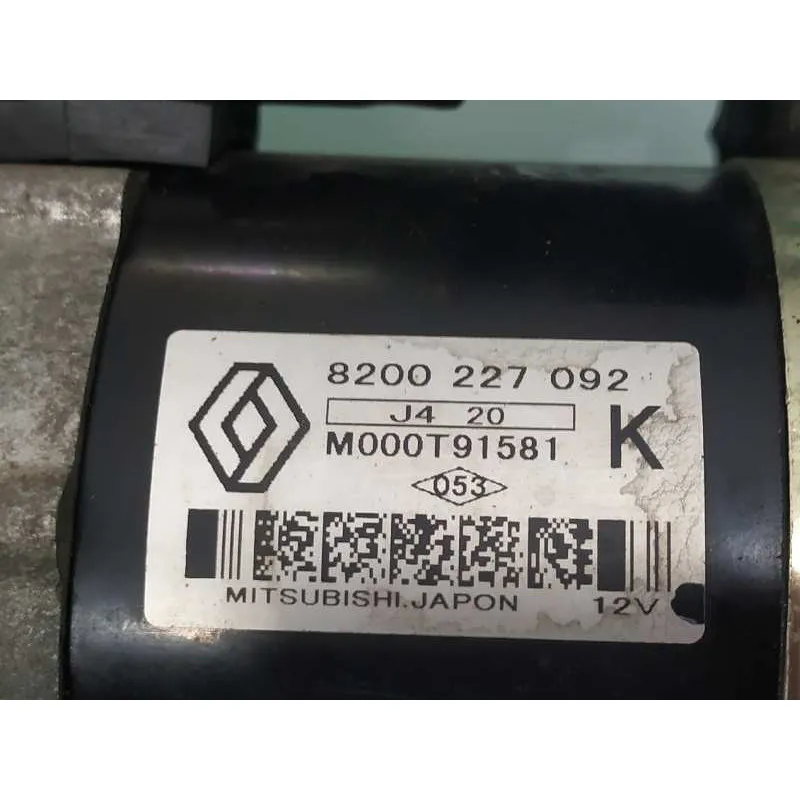 8200 227 092
J4 20
K
M000T91581
053
MITSUBISHI.JAPON 12V